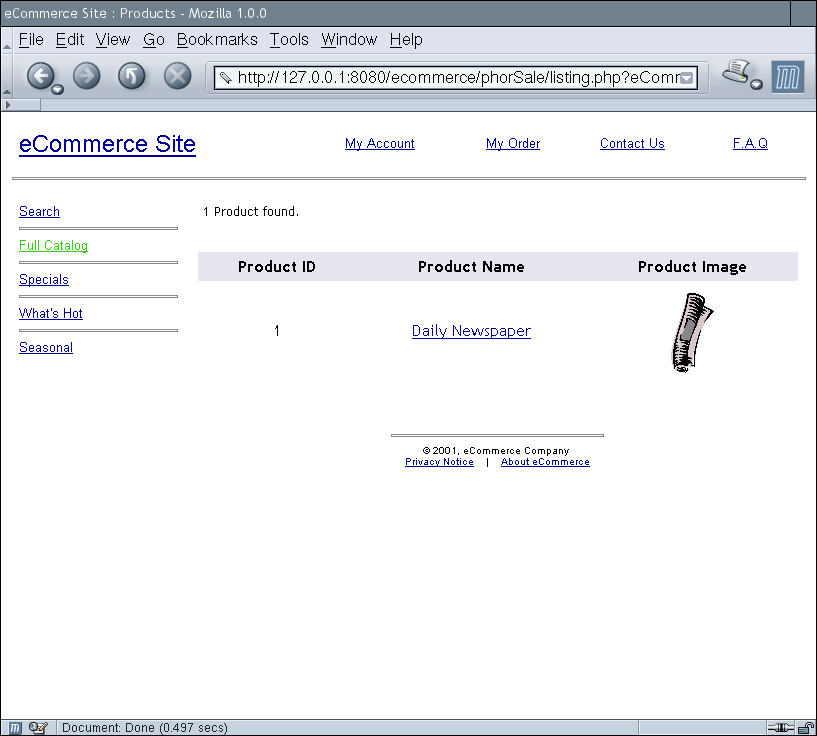 eCommerce Site : Products - Mozilla 1.0.0
File Edit View Go Bookmarks Tools Window Help
http://127.0.0.1:8080/ecommerce/phorSale/listing.php?eComm
eCommerce Site My Account My Order Contact Us F.A.Q
Search
1 Product found.
Full Catalog
Specials
What's Hot
Seasonal
Product ID Product Name Product Image
1 Daily Newspaper
© 2001, eCommerce Company
Privacy Notice | About eCommerce
Document: Done (0.497 secs)